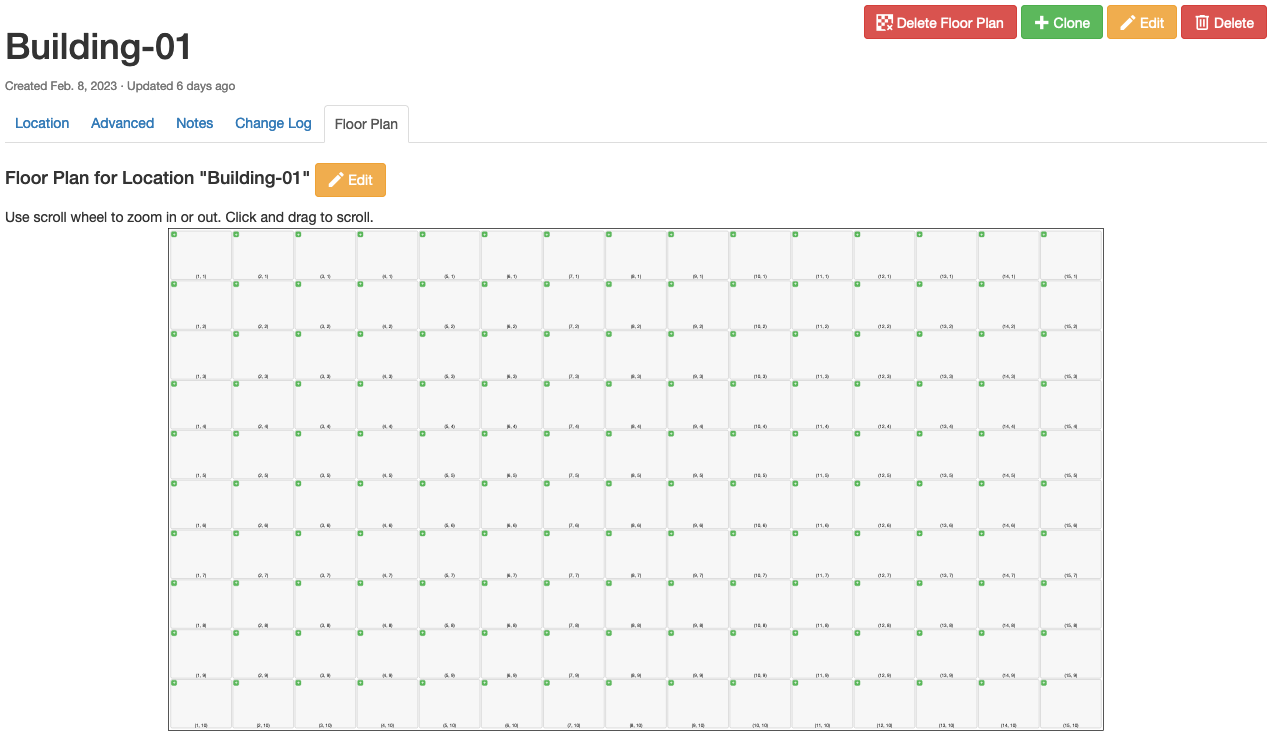 Delete Floor Plan Clone Edit Delete
Building-01
Created Feb. 8, 2023 · Updated 6 days ago
Location Advanced Notes Change Log Floor Plan
Floor Plan for Location "Building-01" Edit
Use scroll wheel to zoom in or out. Click and drag to scroll.
(1, 1) (2, 1) (3, 1) (4, 1) (5, 1) (6, 1) (7, 1) (8, 1) (9, 1) (10, 1) (11, 1) (12, 1) (13, 1) (14, 1) (15, 1)
(1, 2) (2, 2) (3, 2) (4, 2) (5, 2) (6, 2) (7, 2) (8, 2) (9, 2) (10, 2) (11, 2) (12, 2) (13, 2) (14, 2) (15, 2)
(1, 3) (2, 3) (3, 3) (4, 3) (5, 3) (6, 3) (7, 3) (8, 3) (9, 3) (10, 3) (11, 3) (12, 3) (13, 3) (14, 3) (15, 3)
(1, 4) (2, 4) (3, 4) (4, 4) (5, 4) (6, 4) (7, 4) (8, 4) (9, 4) (10, 4) (11, 4) (12, 4) (13, 4) (14, 4) (15, 4)
(1, 5) (2, 5) (3, 5) (4, 5) (5, 5) (6, 5) (7, 5) (8, 5) (9, 5) (10, 5) (11, 5) (12, 5) (13, 5) (14, 5) (15, 5)
(1, 6) (2, 6) (3, 6) (4, 6) (5, 6) (6, 6) (7, 6) (8, 6) (9, 6) (10, 6) (11, 6) (12, 6) (13, 6) (14, 6) (15, 6)
(1, 7) (2, 7) (3, 7) (4, 7) (5, 7) (6, 7) (7, 7) (8, 7) (9, 7) (10, 7) (11, 7) (12, 7) (13, 7) (14, 7) (15, 7)
(1, 8) (2, 8) (3, 8) (4, 8) (5, 8) (6, 8) (7, 8) (8, 8) (9, 8) (10, 8) (11, 8) (12, 8) (13, 8) (14, 8) (15, 8)
(1, 9) (2, 9) (3, 9) (4, 9) (5, 9) (6, 9) (7, 9) (8, 9) (9, 9) (10, 9) (11, 9) (12, 9) (13, 9) (14, 9) (15, 9)
(1, 10) (2, 10) (3, 10) (4, 10) (5, 10) (6, 10) (7, 10) (8, 10) (9, 10) (10, 10) (11, 10) (12, 10) (13, 10) (14, 10) (15, 10)